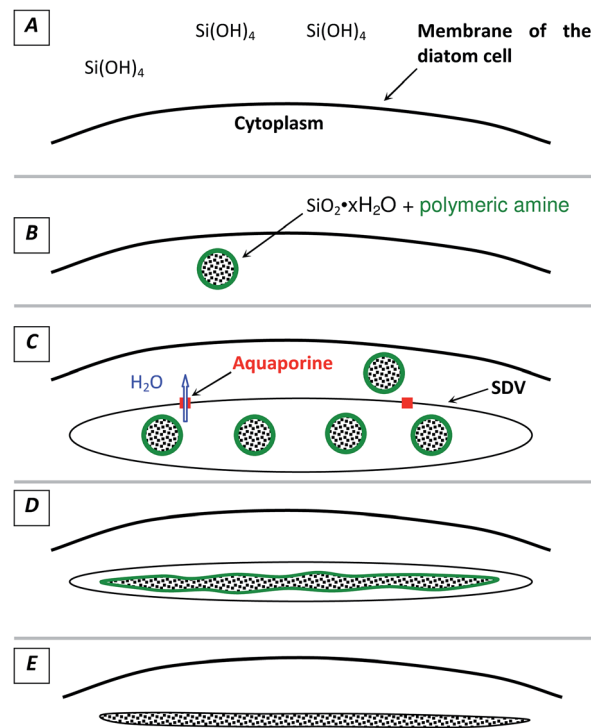 A
Si(OH)4 Si(OH)4
Membrane of the
diatom cell
Si(OH)4
Cytoplasm
B
SiO2•xH2O + polymeric amine
C
Aquaporine
H2O
SDV
D
E